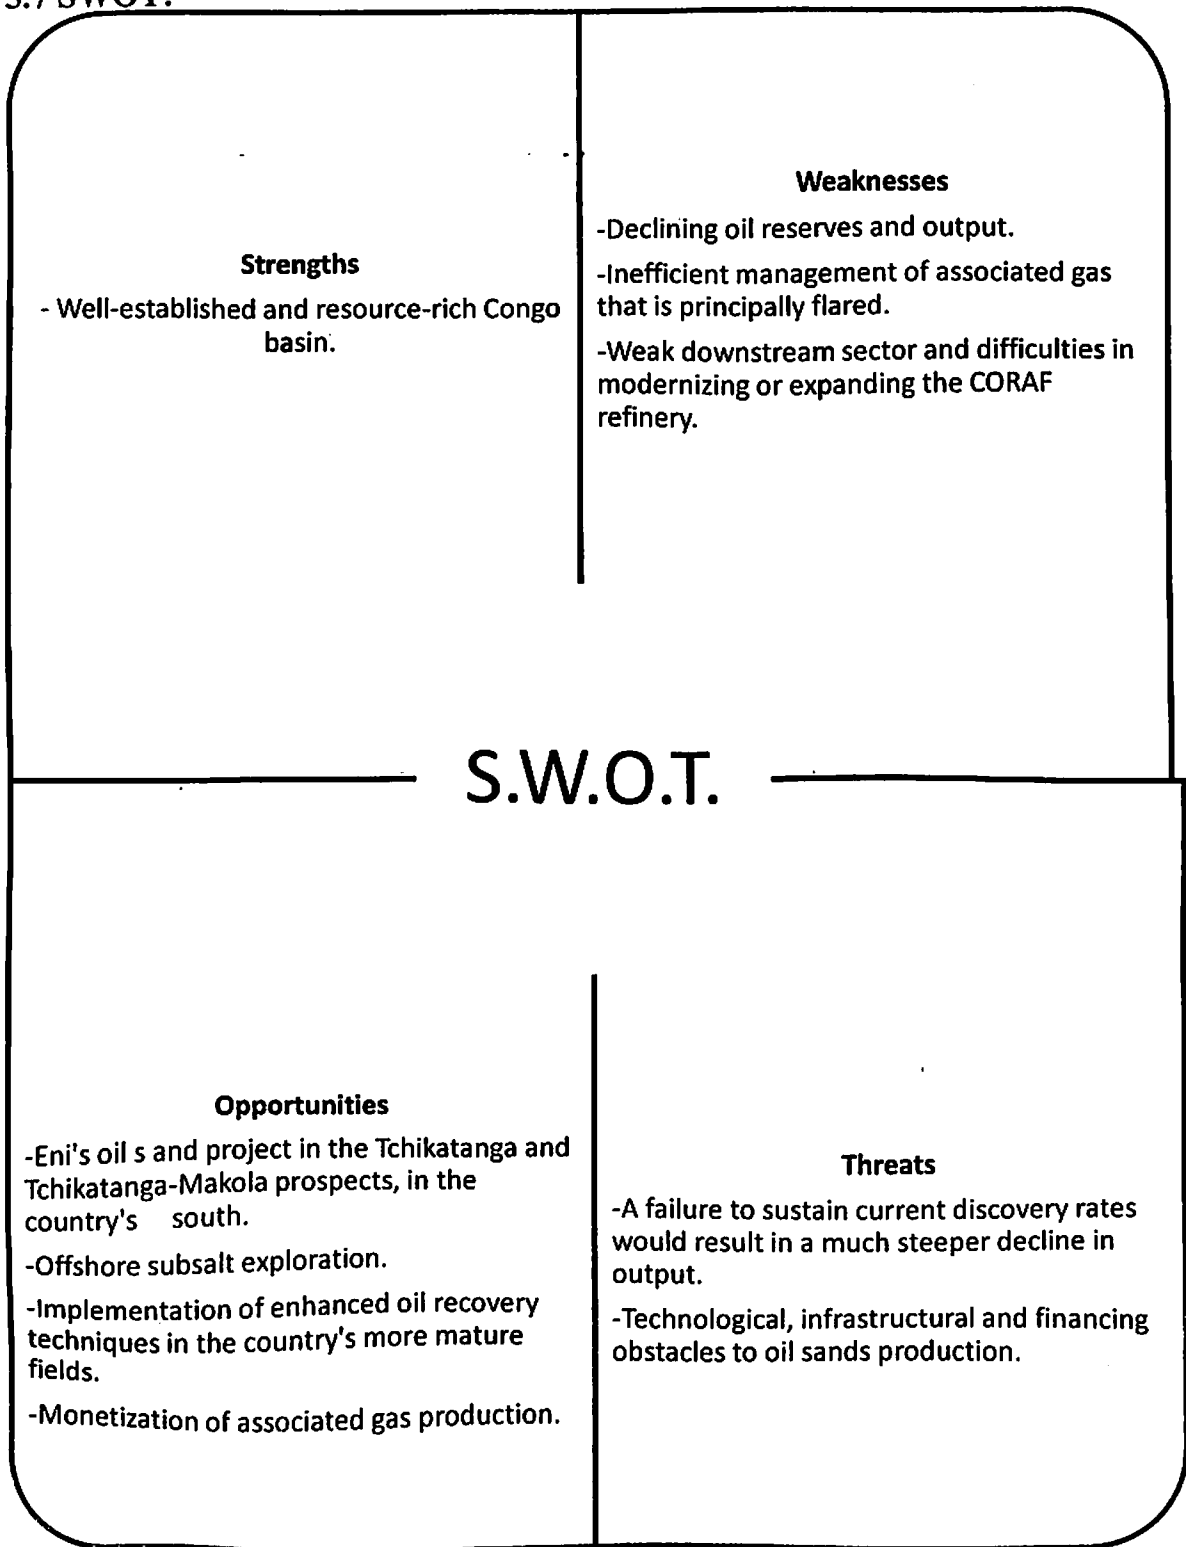 3.7 SWOT:
Strengths
- Well-established and resource-rich Congo
basin.
Weaknesses
-Declining oil reserves and output.
-Inefficient management of associated gas
that is principally flared.
-Weak downstream sector and difficulties in
modernizing or expanding the CORAF
refinery.
S.W.O.T.
Opportunities
-Eni's oil s and project in the Tchikatanga and
Tchikatanga-Makola prospects, in the
country's south.
-Offshore subsalt exploration.
-Implementation of enhanced oil recovery
techniques in the country's more mature
fields.
-Monetization of associated gas production.
Threats
-A failure to sustain current discovery rates
would result in a much steeper decline in
output.
-Technological, infrastructural and financing
obstacles to oil sands production.